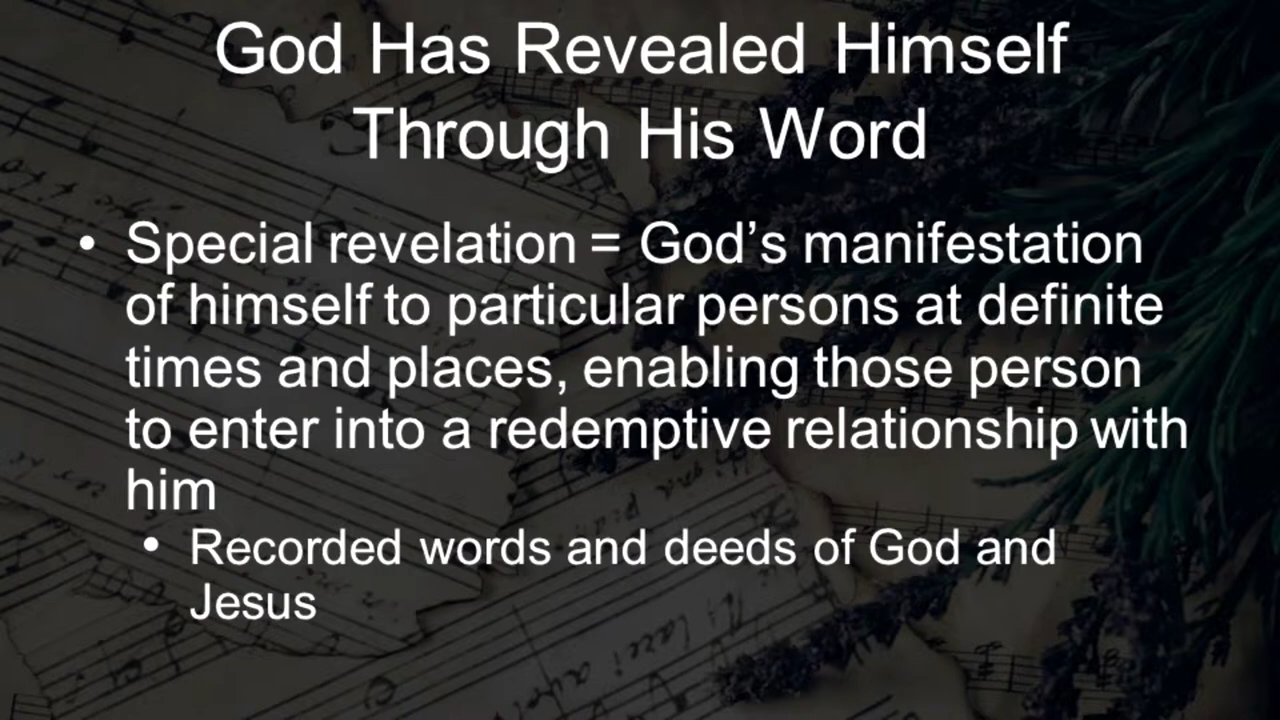 God Has Revealed Himself
Through His Word
• Special revelation = God’s manifestation
of himself to particular persons at definite
times and places, enabling those person
to enter into a redemptive relationship with
him
• Recorded words and deeds of God and
Jesus